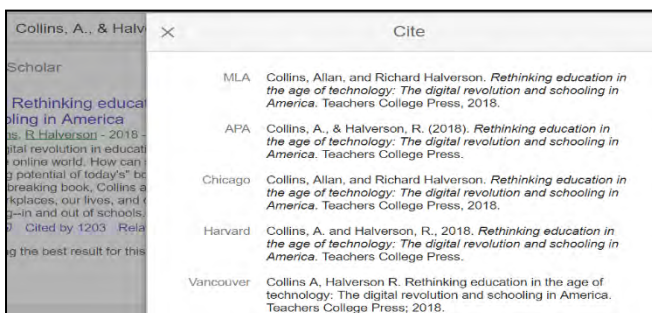 Collins, A., & Halv
Scholar
Rethinking educat
oling in America
ns, R Halverson - 2018 -
gital revolution in educati
online world. How can
g potential of today's" bo
breaking book, Collins a
rkplaces, our lives, and
g--in and out of schools.
Cited by 1203 Rela
g the best result for this
Cite
MLA Collins, Allan, and Richard Halverson. Rethinking education in
the age of technology: The digital revolution and schooling in
America. Teachers College Press, 2018.
APA Collins, A., & Halverson, R. (2018). Rethinking education in
the age of technology: The digital revolution and schooling in
America. Teachers College Press.
Chicago Collins, Allan, and Richard Halverson. Rethinking education in
the age of technology: The digital revolution and schooling in
America. Teachers College Press, 2018.
Harvard Collins, A. and Halverson, R., 2018. Rethinking education in
the age of technology: The digital revolution and schooling in
America. Teachers College Press.
Vancouver Collins A, Halverson R. Rethinking education in the age of
technology: The digital revolution and schooling in America.
Teachers College Press; 2018.